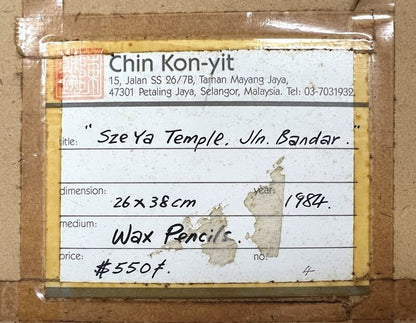 Chin Kon-yit
15, Jalan SS 26/7B, Taman Mayang Jaya,
47301 Petaling Jaya, Selangor, Malaysia. Tel: 03-7031932
title: "Sze Ya Temple. Jln. Bandar."
dimension: 26 x 38 cm year: 1984.
medium: Wax Pencils.
price: $550/. no: 4